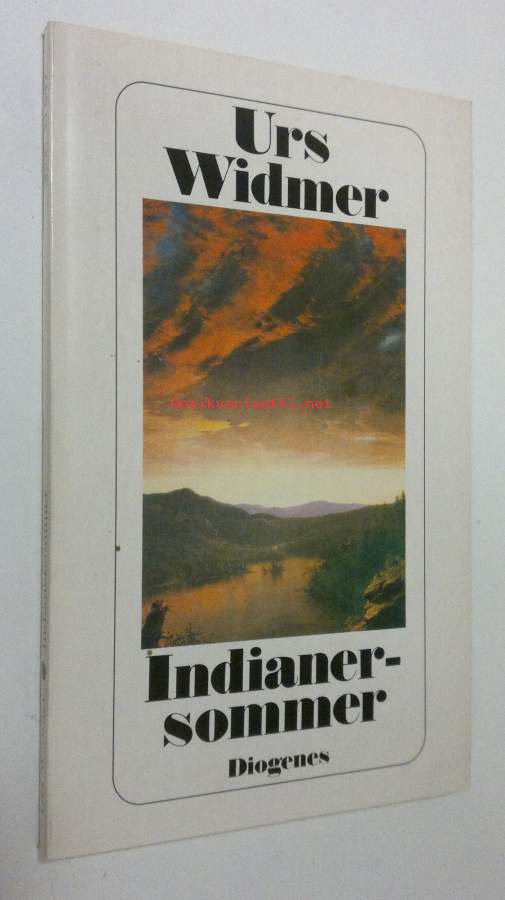 Urs
Widmer
antikvariaatti.net
Indianer-
sommer
Diogenes